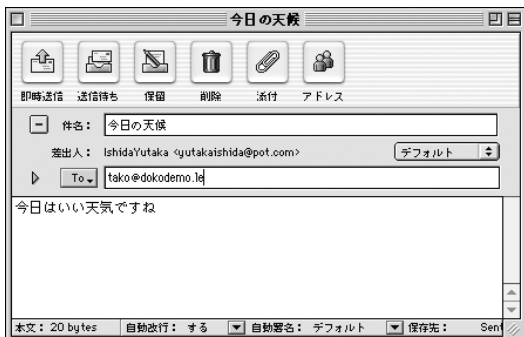 今日の天候
即時送信 送信待ち 保留 削除 添付 アドレス
件名： 今日の天候
差出人： IshidaYutaka <yutakaishida@pot.com> デフォルト
To tako@dokodemo.le
今日はいい天気ですね
本文： 20 bytes 自動改行： する 自動署名： デフォルト 保存先： Sent